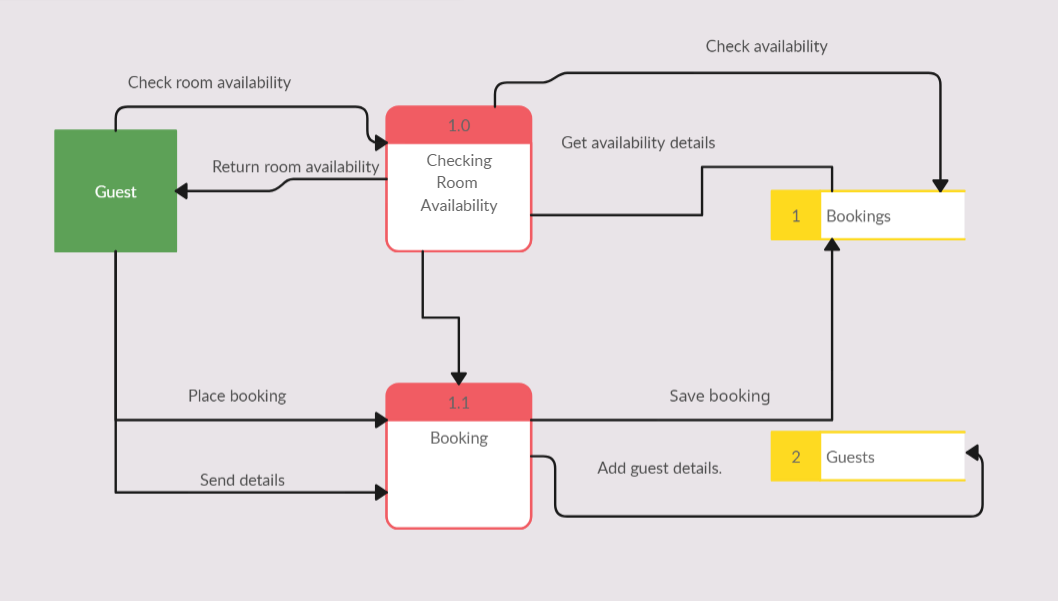 Check availability
Check room availability
1.0
Get availability details
Checking
Room
Availability
Return room availability
Guest
1
Bookings
Place booking
1.1
Save booking
Booking
2
Guests
Add guest details.
Send details